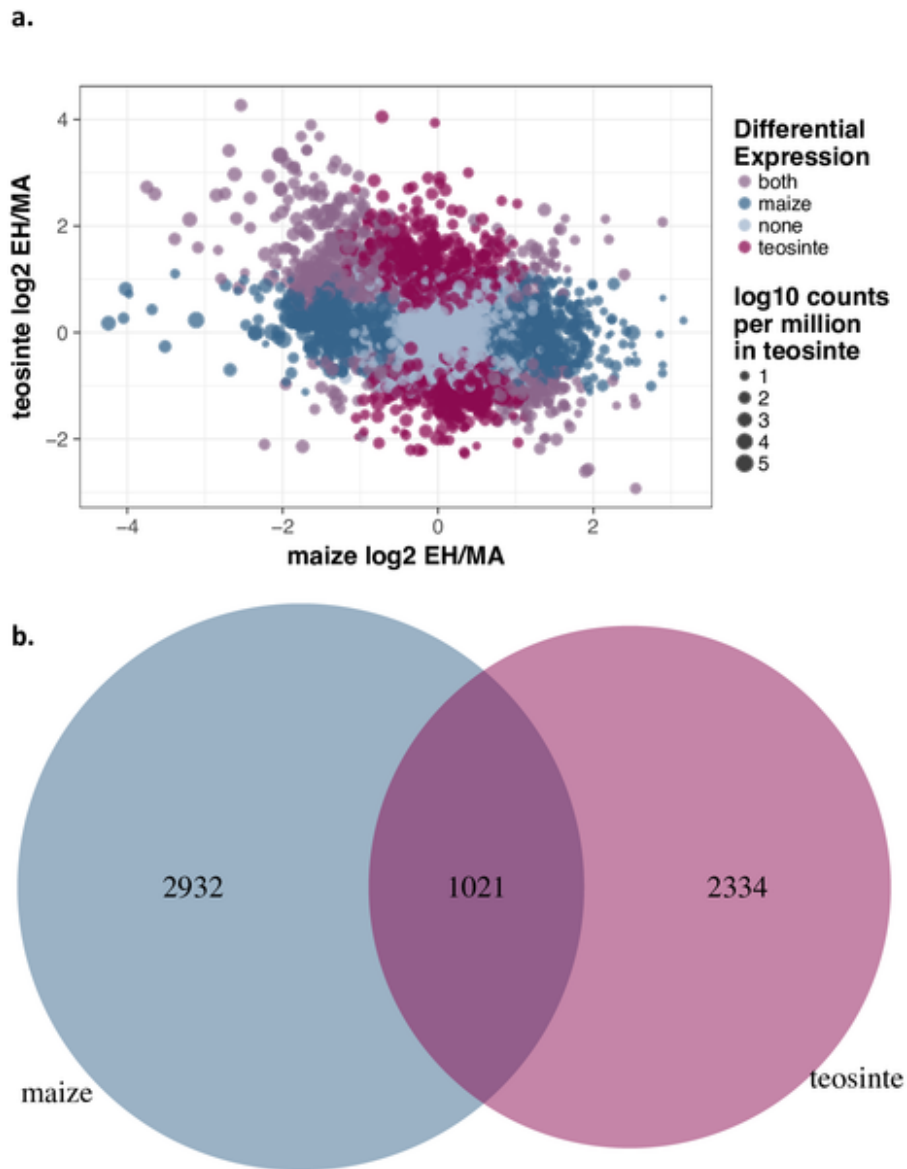 a.
4
2
0
−2
−4
−2
0
2
teosinte log2 EH/MA
maize log2 EH/MA
Differential
Expression
both
maize
none
teosinte
log10 counts
per million
in teosinte
1
2
3
4
5
b.
2932
1021
2334
maize
teosinte